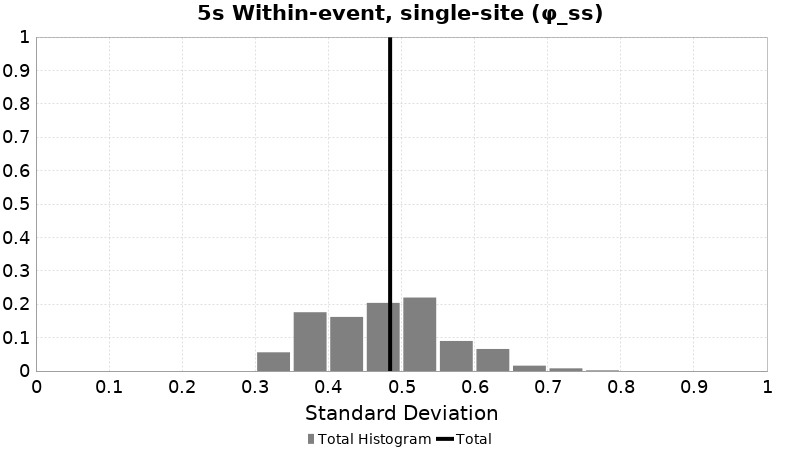 5s Within-event, single-site (φ_ss)
1
0.9
0.8
0.7
0.6
0.5
0.4
0.3
0.2
0.1
0
0 0.1 0.2 0.3 0.4 0.5 0.6 0.7 0.8 0.9 1
Standard Deviation
Total Histogram Total